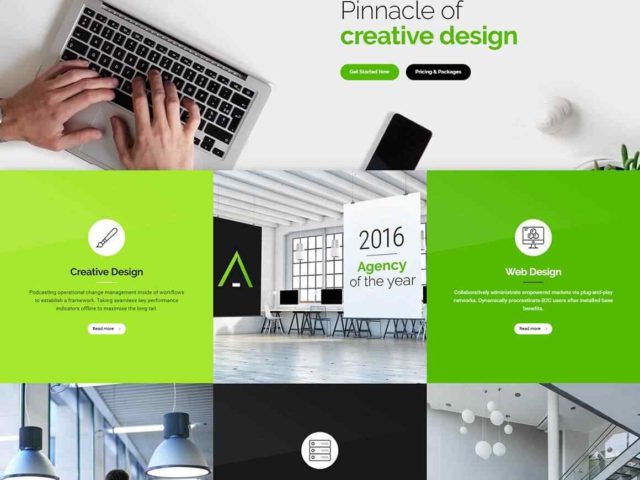 Pinnacle of
creative design
Get Started Now
Pricing & Packages
Creative Design
Podcasting operational change management inside of workflows
to establish a framework. Taking seamless key performance
indicators offline to maximise the long tail.
Read more
2016
Agency
of the year
Web Design
Collaboratively administrate empowered markets via plug-and-play
networks. Dynamically procrastinate B2C users after installed base
benefits.
Read more